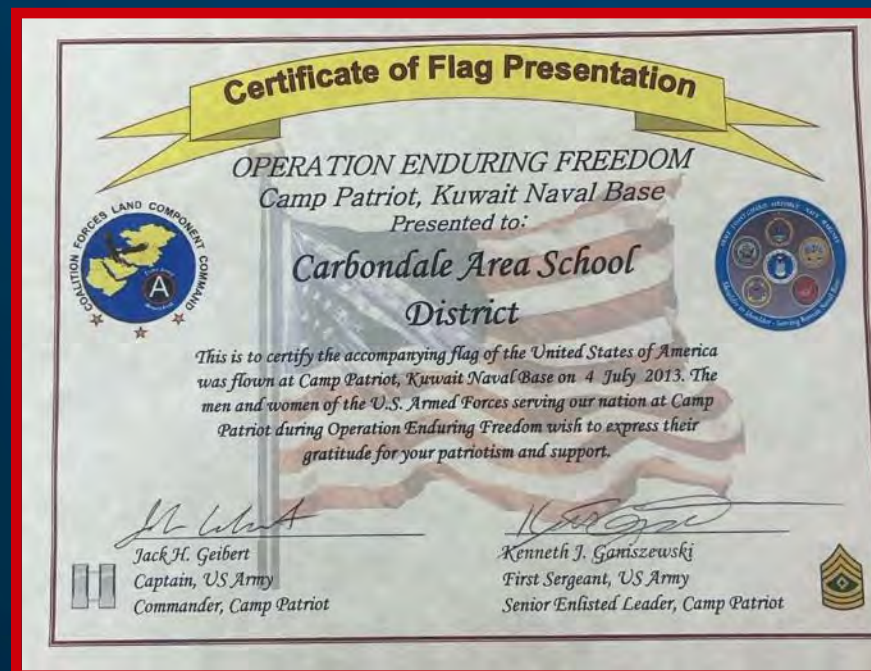 Certificate of Flag Presentation
OPERATION ENDURING FREEDOM
Camp Patriot, Kuwait Naval Base
Presented to:
Carbondale Area School
District
COALITION FORCES LAND COMPONENT COMMAND
A
This is to certify the accompanying flag of the United States of America
was flown at Camp Patriot, Kuwait Naval Base on 4 July 2013. The
men and women of the U.S. Armed Forces serving our nation at Camp
Patriot during Operation Enduring Freedom wish to express their
gratitude for your patriotism and support.
Jack H. Geibert
Captain, US Army
Commander, Camp Patriot
Kenneth J. Ganiszewski
First Sergeant, US Army
Senior Enlisted Leader, Camp Patriot